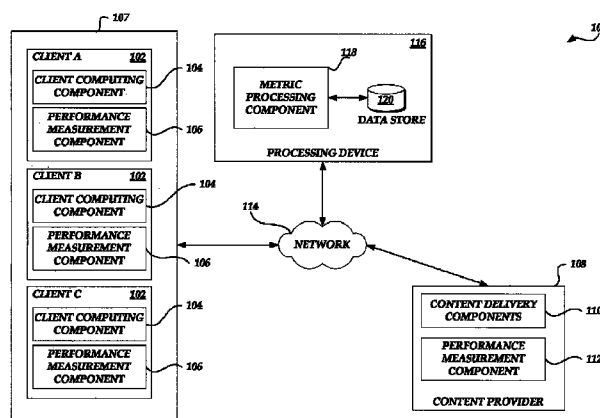 107
CLIENT A 102
CLIENT COMPUTING
COMPONENT
104
PERFORMANCE
MEASUREMENT
COMPONENT
106
CLIENT B 102
CLIENT COMPUTING
COMPONENT
104
PERFORMANCE
MEASUREMENT
COMPONENT
106
CLIENT C 102
CLIENT COMPUTING
COMPONENT
104
PERFORMANCE
MEASUREMENT
COMPONENT
106
116
118
METRIC
PROCESSING
COMPONENT
120
DATA STORE
PROCESSING DEVICE
114
NETWORK
108
CONTENT DELIVERY
COMPONENTS
110
PERFORMANCE
MEASUREMENT
COMPONENT
112
CONTENT PROVIDER